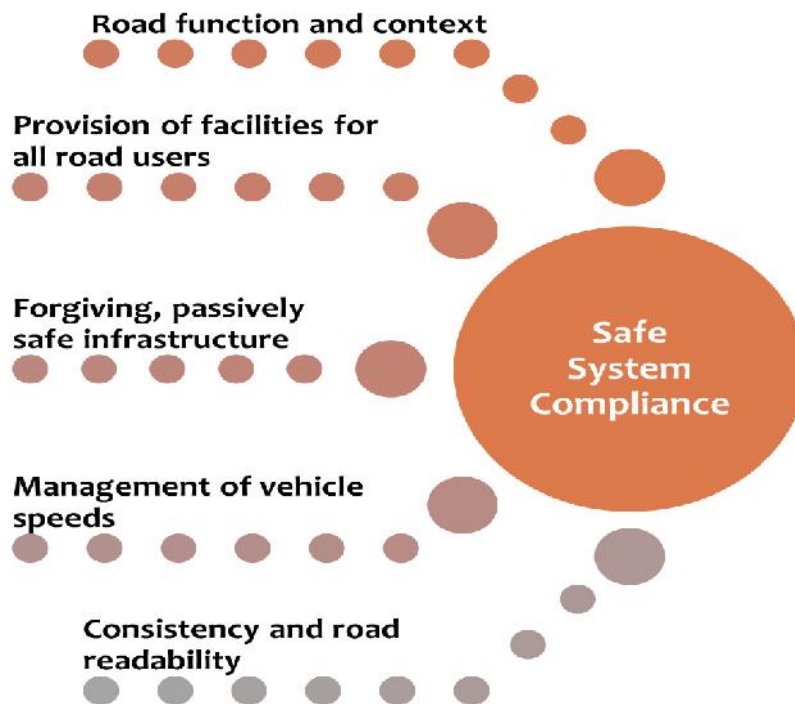 Road function and context
Provision of facilities for
all road users
Forgiving, passively
safe infrastructure
Safe
System
Compliance
Management of vehicle
speeds
Consistency and road
readability